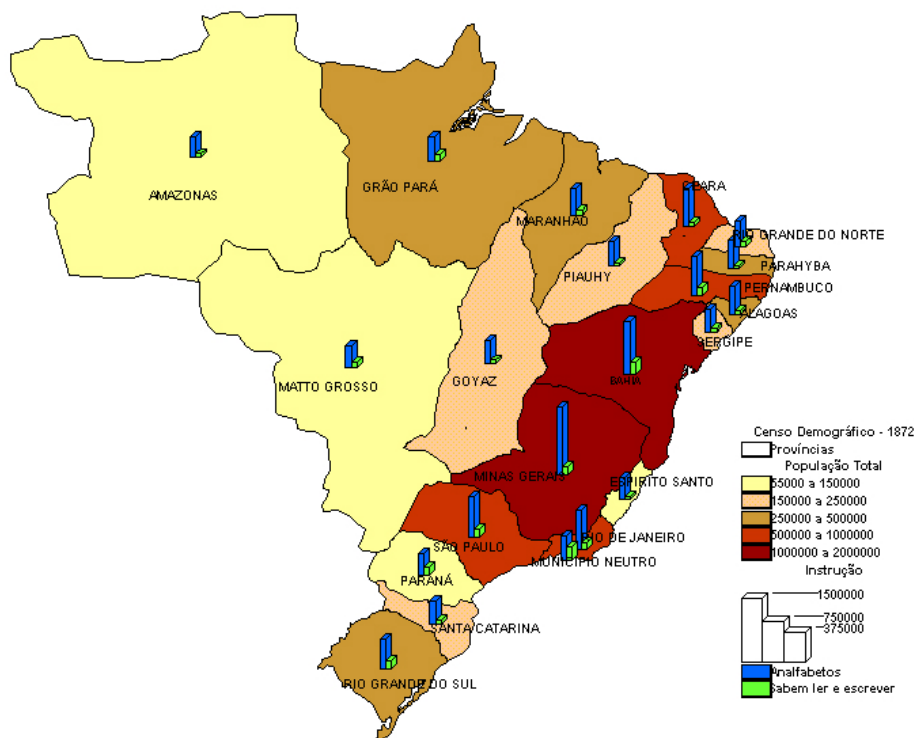 CEARA
GRÃO PARÁ
AMAZONAS
MARANHÃO
RIO GRANDE DO NORTE
PIAUHY
PARAHYBA
PERNAMBUCO
ALAGOAS
SERGIPE
MATTO GROSSO
GOYAZ
BAHIA
MINAS GERAIS
ESPIRITO SANTO
RIO DE JANEIRO
SÃO PAULO
MUNICIPIO NEUTRO
PARANÁ
SANTA CATARINA
RIO GRANDE DO SUL
Censo Demográfico - 1872
Províncias
População Total
55000 a 150000
150000 a 250000
250000 a 500000
500000 a 1000000
1000000 a 2000000
Instrução
1500000
750000
375000
Analfabetos
Sabem ler e escrever